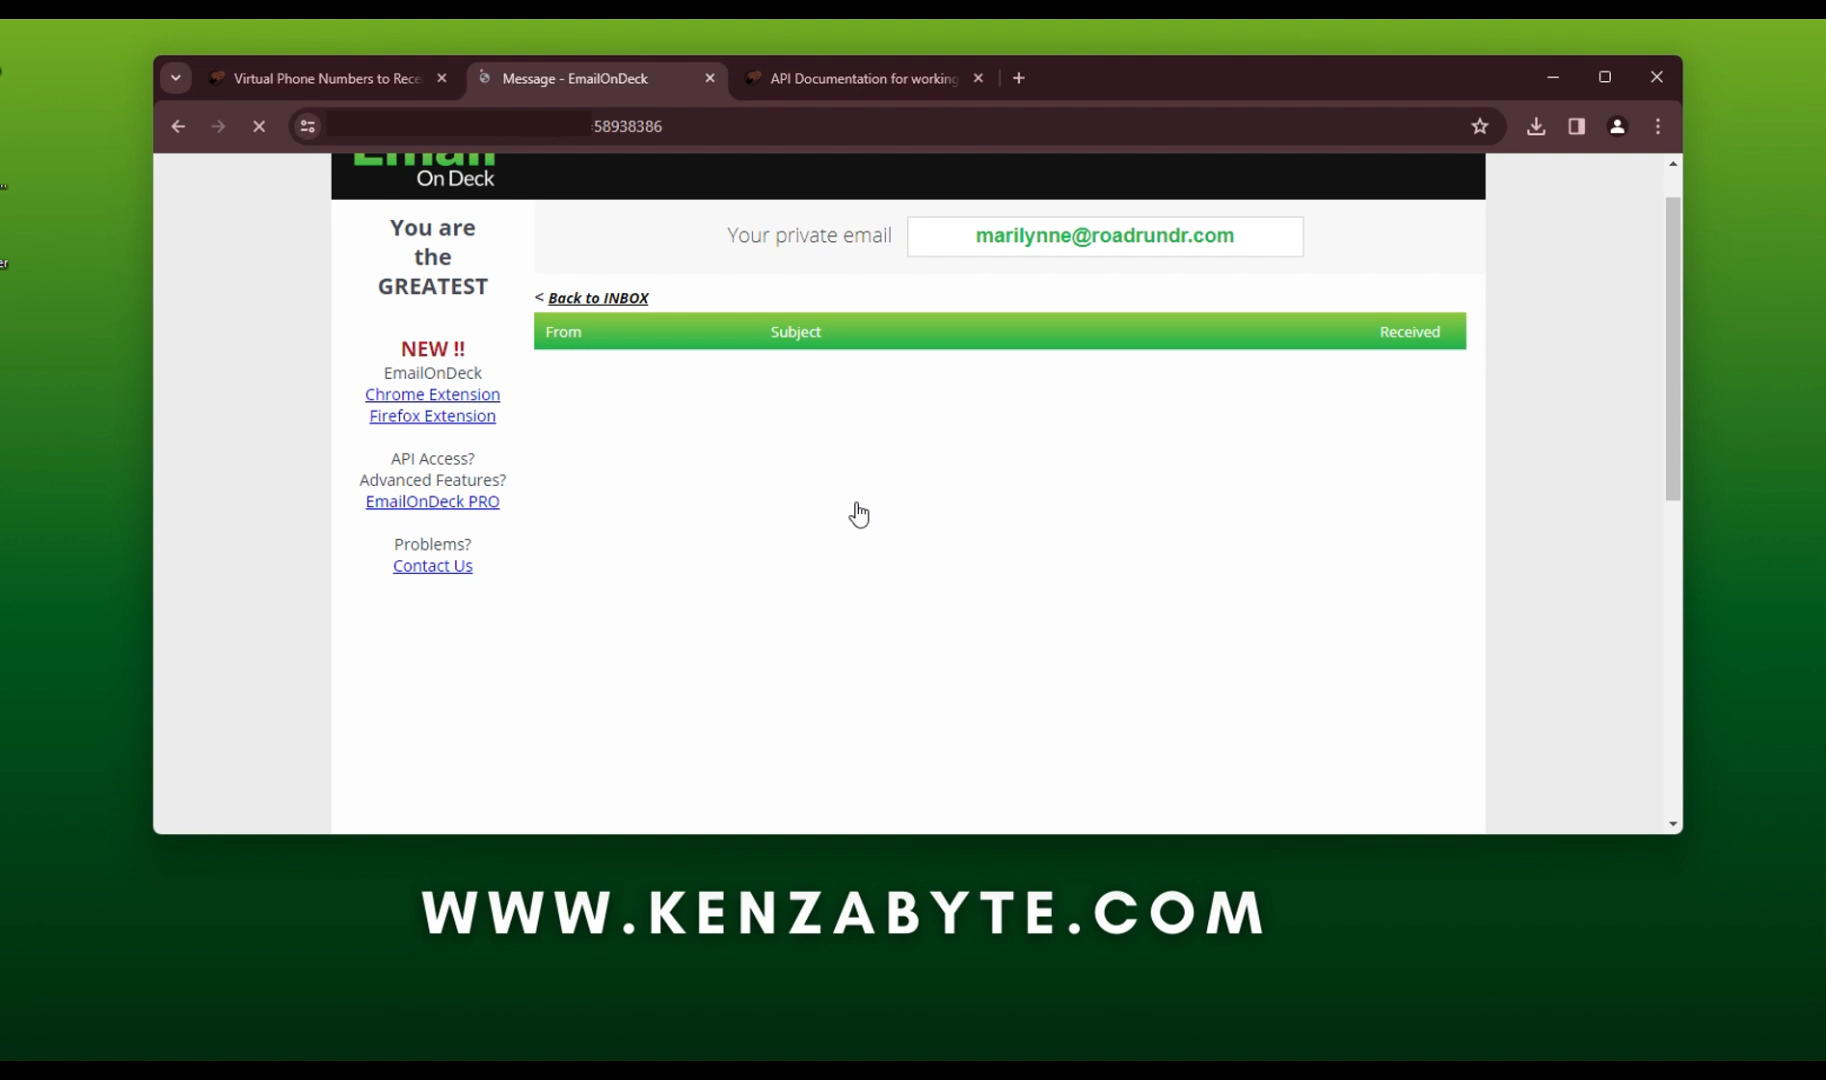 Virtual Phone Numbers to Rece
Message - EmailOnDeck
API Documentation for working
58938386
On Deck
You are
the
GREATEST
Your private email
marilynne@roadrundr.com
< Back to INBOX
From
Subject
Received
NEW !!
EmailOnDeck
Chrome Extension
Firefox Extension
API Access?
Advanced Features?
EmailOnDeck PRO
Problems?
Contact Us
er
WWW.KENZABYTE.COM